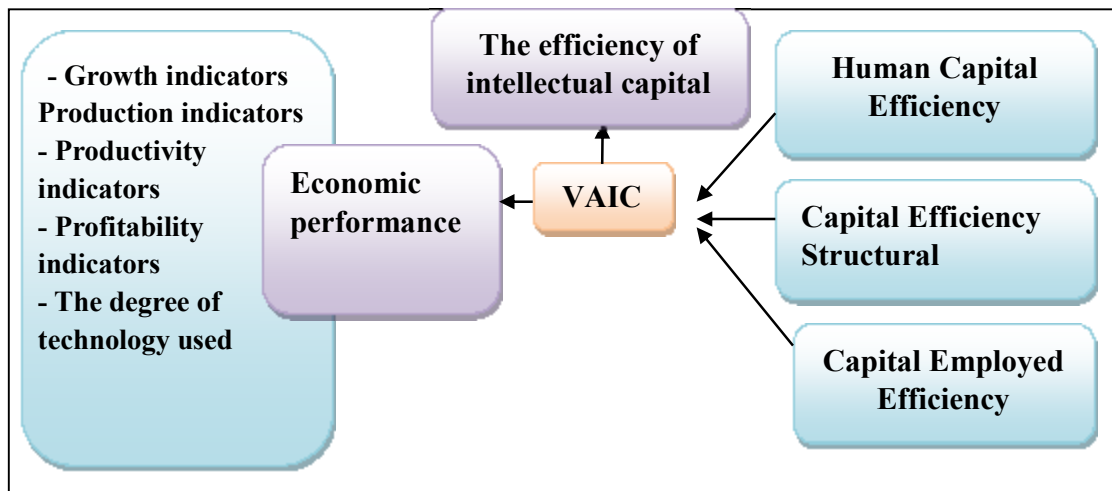 - Growth indicators
Production indicators
- Productivity
indicators
- Profitability
indicators
- The degree of
technology used
Economic
performance
The efficiency of
intellectual capital
VAIC
Human Capital
Efficiency
Capital Efficiency
Structural
Capital Employed
Efficiency